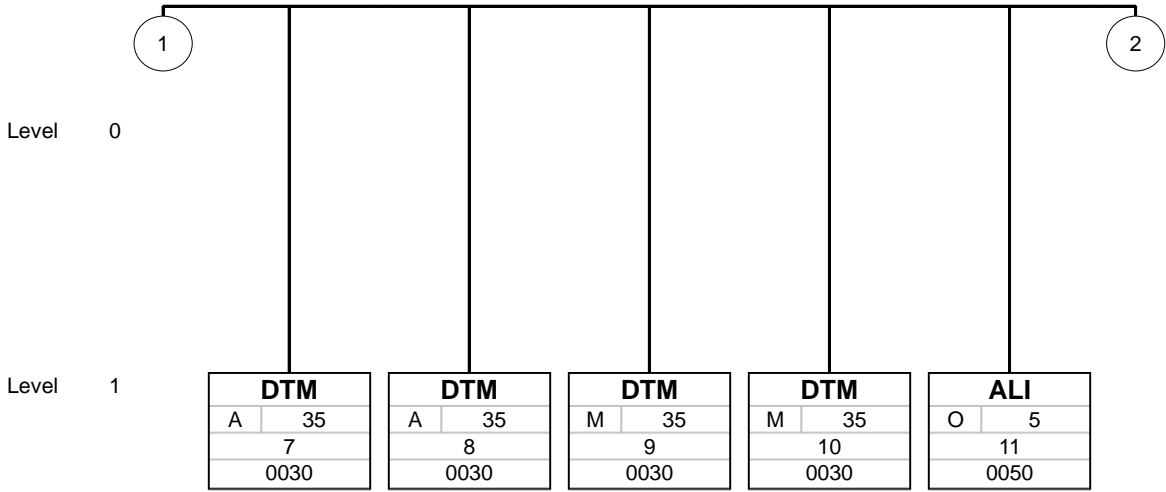 1 2
Level 0
Level 1
DTM DTM DTM DTM ALI
A 35 A 35 M 35 M 35 O 5
7 8 9 10 11
0030 0030 0030 0030 0050